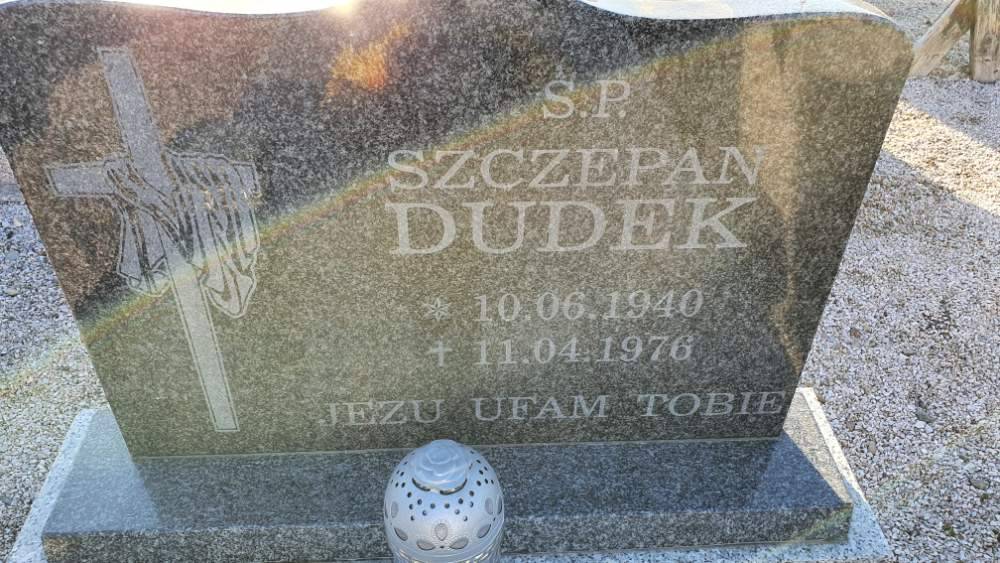 Ś.P.
SZCZEPAN
DUDEK
* 10.06.1940
✝ 11.04.1976
JEZU UFAM TOBIE